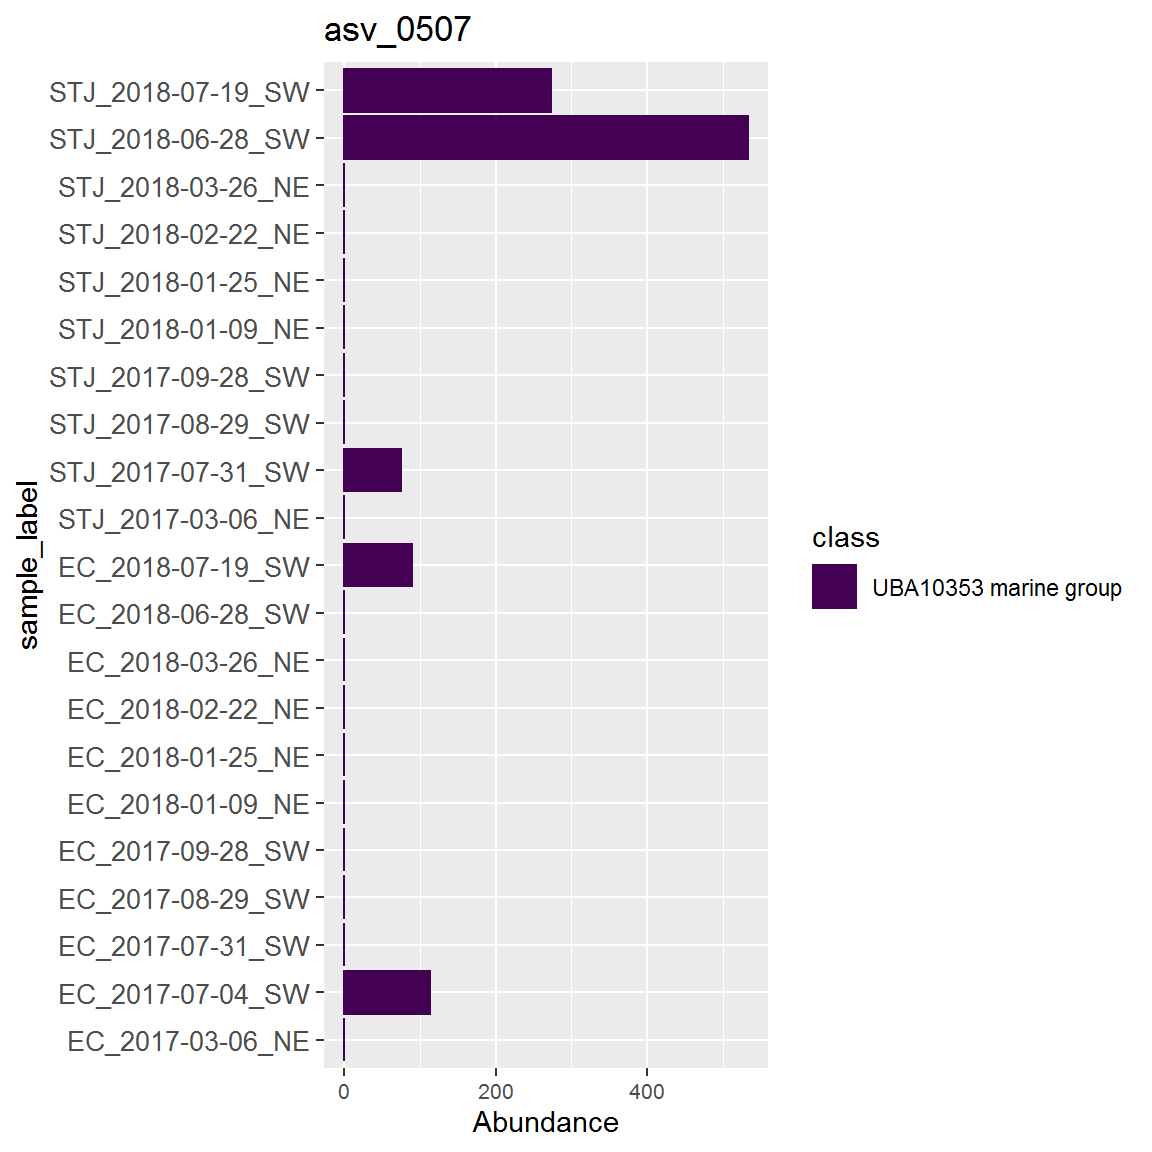 asv_0507
STJ_2018-07-19_SW
STJ_2018-06-28_SW
STJ_2018-03-26_NE
STJ_2018-02-22_NE
STJ_2018-01-25_NE
STJ_2018-01-09_NE
STJ_2017-09-28_SW
STJ_2017-08-29_SW
STJ_2017-07-31_SW
STJ_2017-03-06_NE
EC_2018-07-19_SW
EC_2018-06-28_SW
EC_2018-03-26_NE
EC_2018-02-22_NE
EC_2018-01-25_NE
EC_2018-01-09_NE
EC_2017-09-28_SW
EC_2017-08-29_SW
EC_2017-07-31_SW
EC_2017-07-04_SW
EC_2017-03-06_NE
sample_label
0 200 400
Abundance
class
UBA10353 marine group